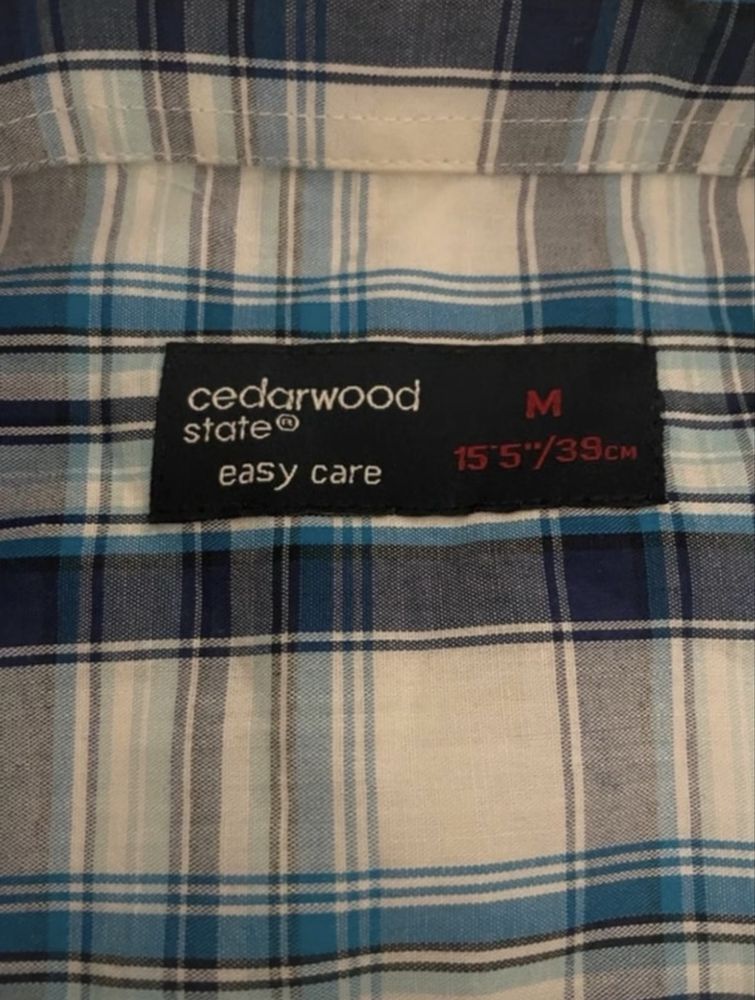 cedarwood
state®
easy care
M
15·5"/39CM